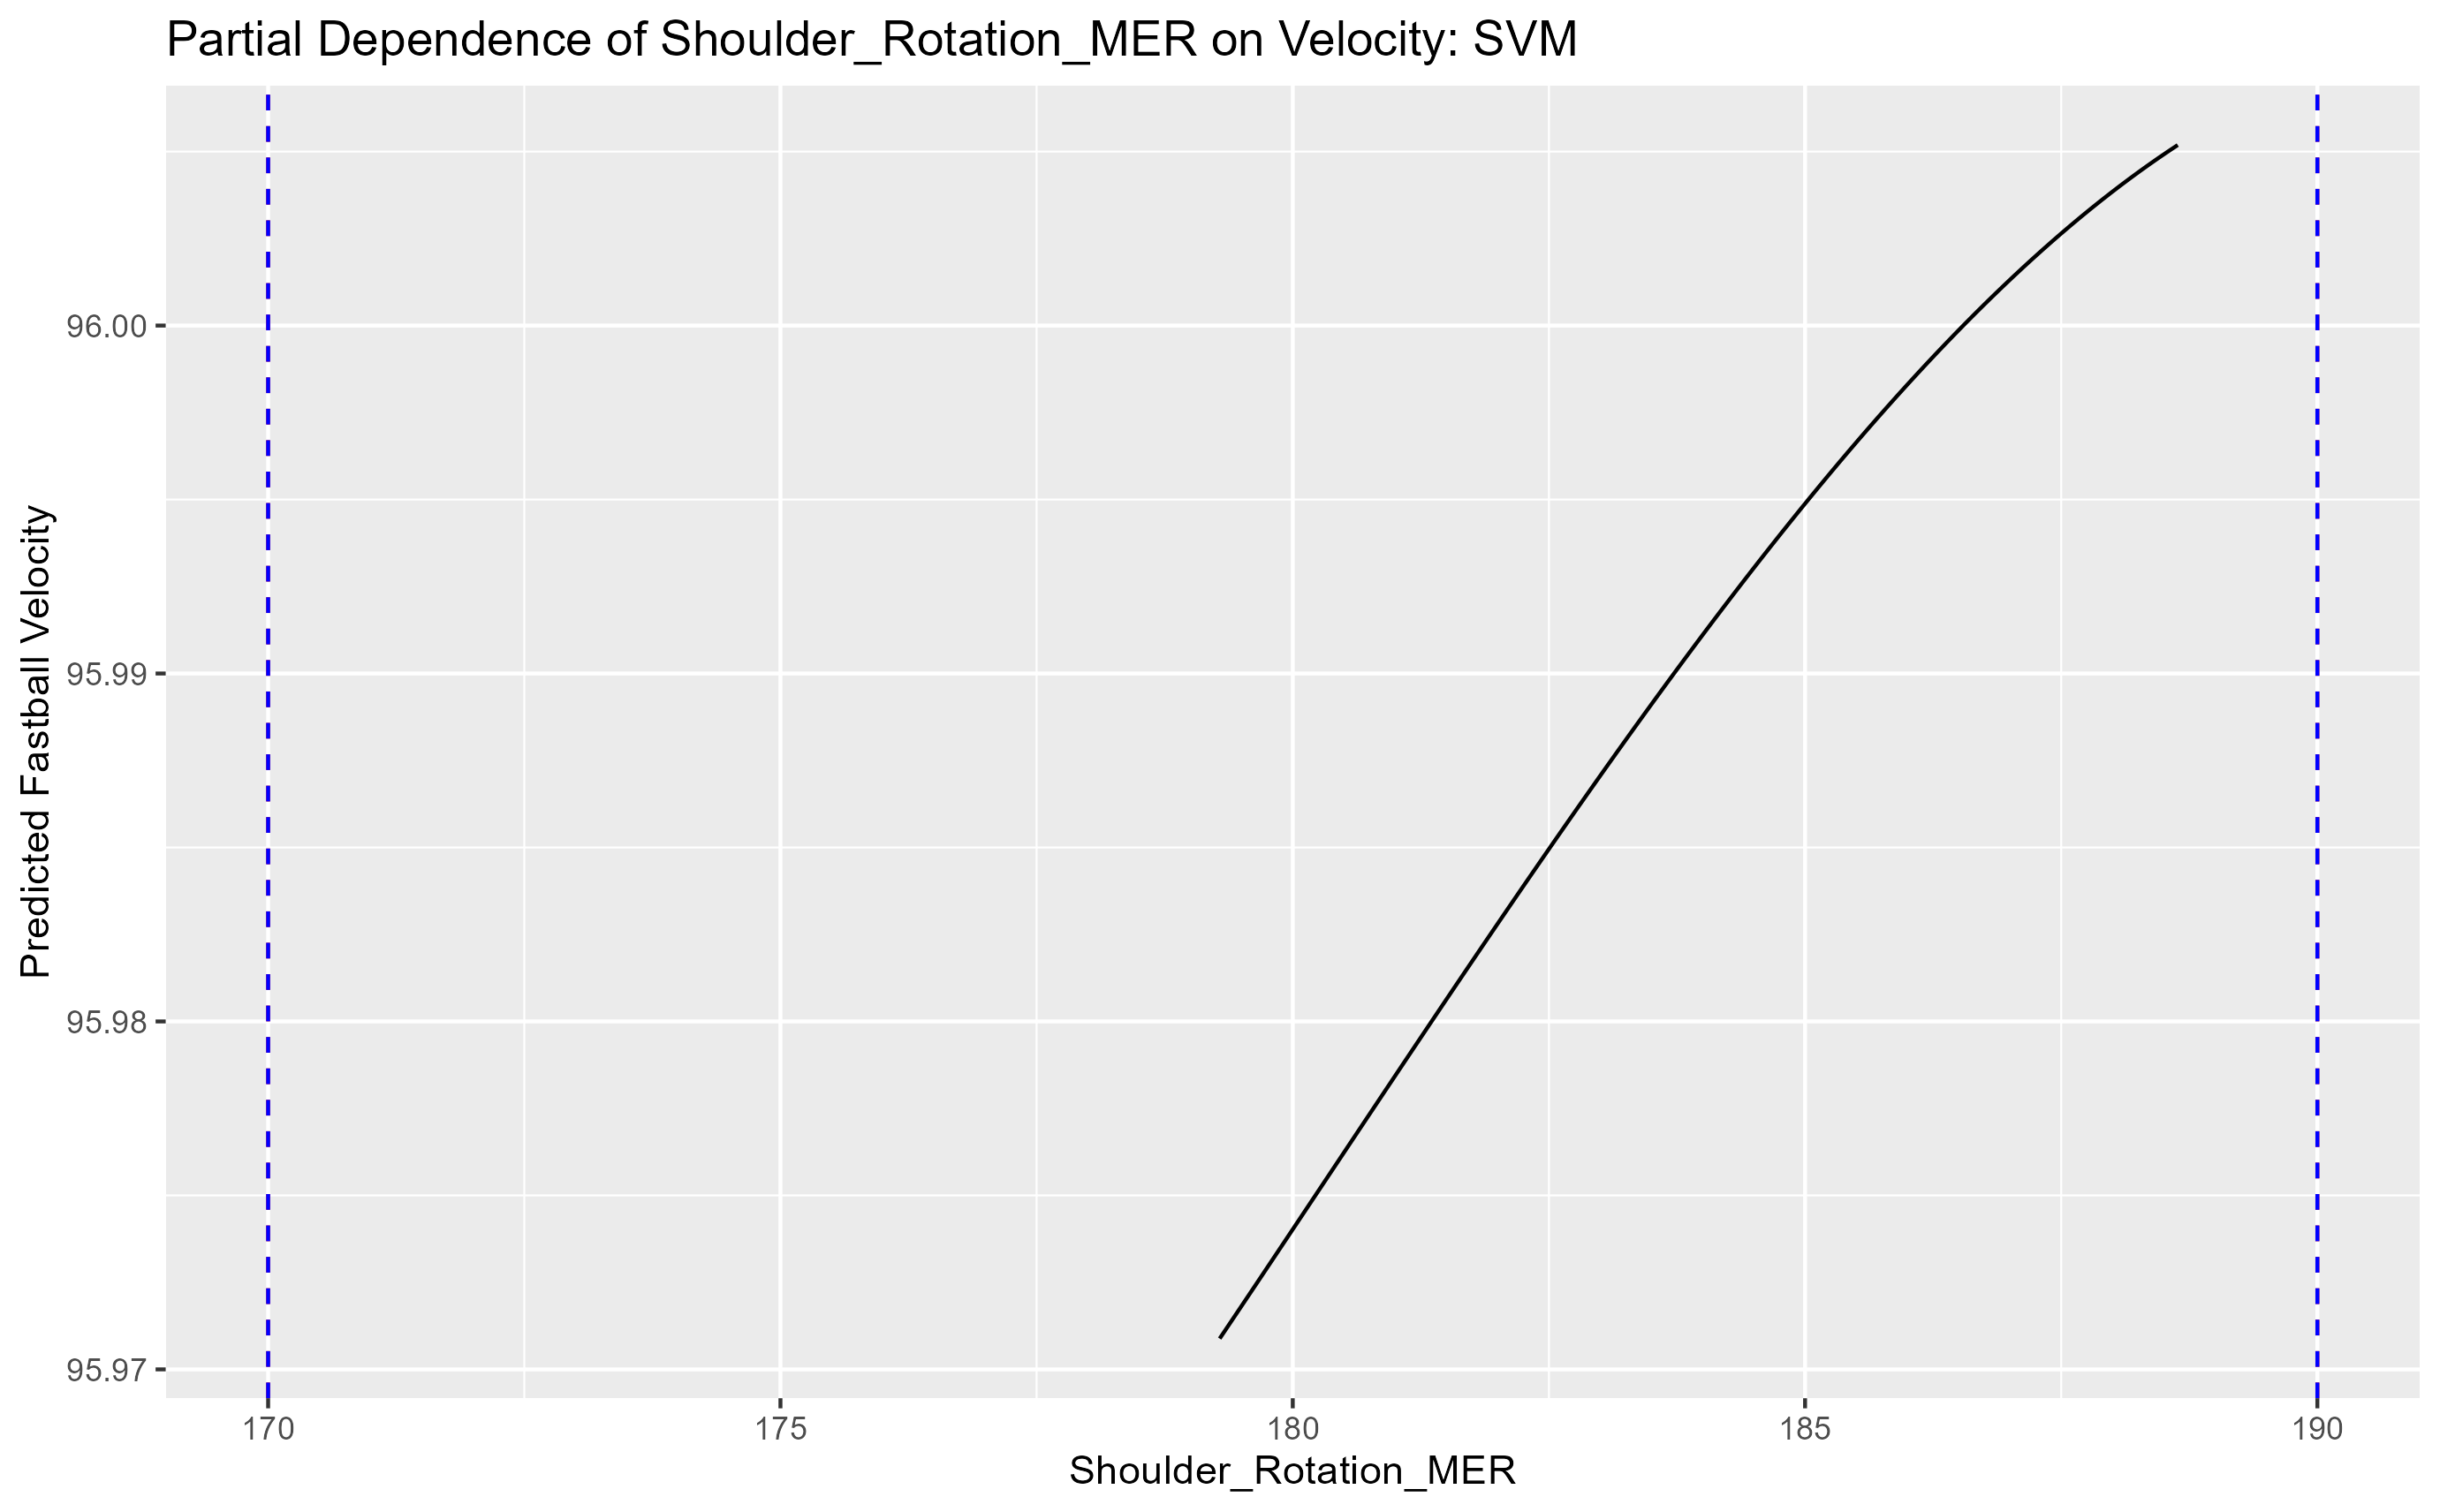 Partial Dependence of Shoulder_Rotation_MER on Velocity: SVM
Predicted Fastball Velocity
96.00
95.99
95.98
95.97
170 175 180 185 190
Shoulder_Rotation_MER